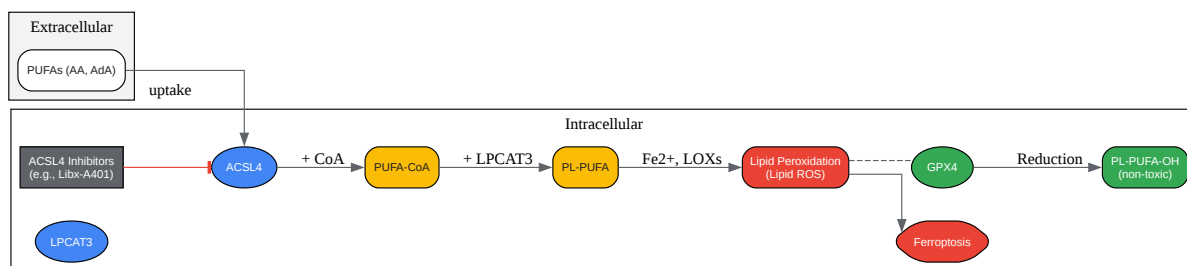 Extracellular
PUFAs (AA, AdA)
uptake
Intracellular
ACSL4 Inhibitors
(e.g., Libx-A401)
ACSL4
+ CoA
PUFA-CoA
+ LPCAT3
PL-PUFA
Fe2+, LOXs
Lipid Peroxidation
(Lipid ROS)
GPX4
Reduction
PL-PUFA-OH
(non-toxic)
LPCAT3
Ferroptosis